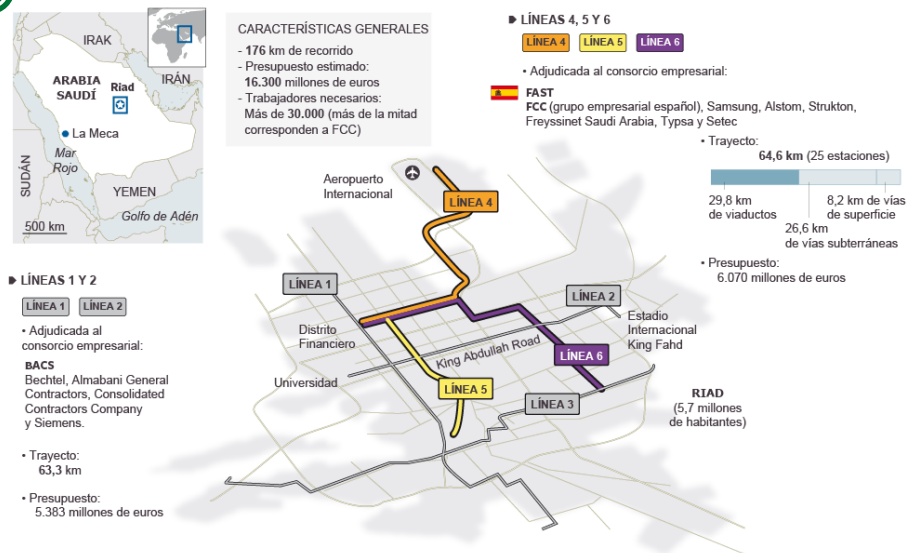 IRAK
ARABIA
SAUDÍ
Riad
IRÁN
La Meca
Mar
Rojo
SUDÁN
YEMEN
Golfo de Adén
500 km
CARACTERÍSTICAS GENERALES
- 176 km de recorrido
- Presupuesto estimado:
16.300 millones de euros
- Trabajadores necesarios:
Más de 30.000 (más de la mitad
corresponden a FCC)
LÍNEAS 4, 5 Y 6
LÍNEA 4 LÍNEA 5 LÍNEA 6
• Adjudicada al consorcio empresarial:
FAST
FCC (grupo empresarial español), Samsung, Alstom, Strukton,
Freyssinet Saudi Arabia, Typsa y Setec
• Trayecto:
64,6 km (25 estaciones)
29,8 km
de viaductos
26,6 km
de vías subterráneas
8,2 km de vías
de superficie
• Presupuesto:
6.070 millones de euros
LÍNEAS 1 Y 2
LÍNEA 1 LÍNEA 2
• Adjudicada al
consorcio empresarial:
BACS
Bechtel, Almabani General
Contractors, Consolidated
Contractors Company
y Siemens.
• Trayecto:
63,3 km
• Presupuesto:
5.383 millones de euros
Aeropuerto
Internacional
LÍNEA 4
LÍNEA 1
LÍNEA 2
Distrito
Financiero
Estadio
Internacional
King Fahd
King Abdullah Road
LÍNEA 6
Universidad
LÍNEA 5
LÍNEA 3
RIAD
(5,7 millones
de habitantes)